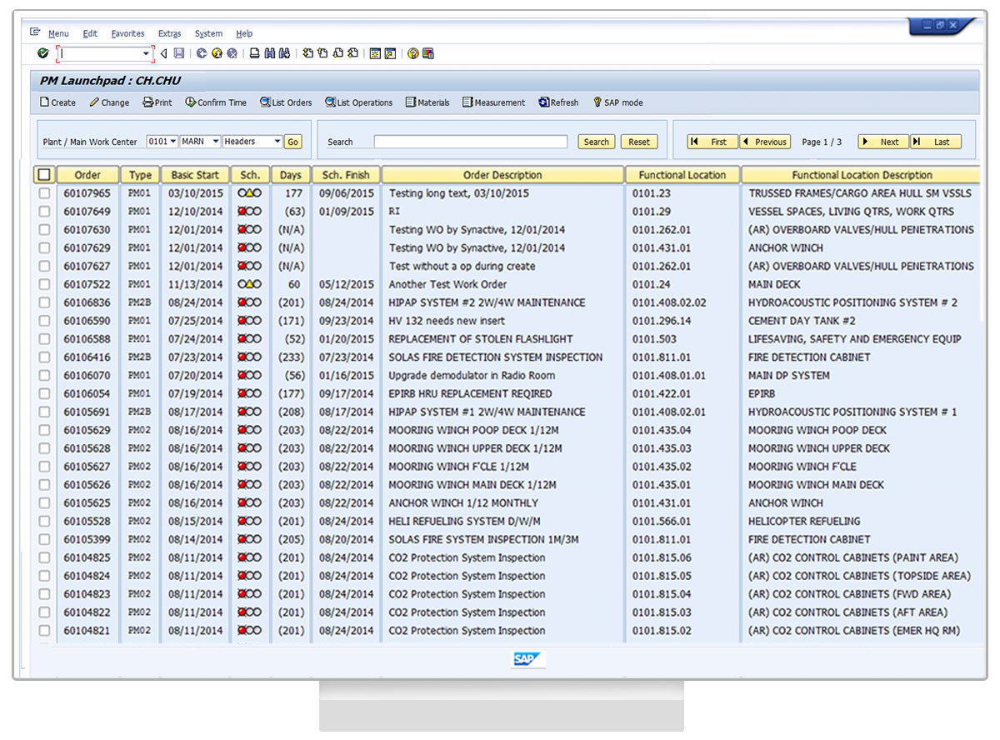 Menu Edit Favorites Extras System Help
PM Launchpad : CH.CHU
Create Change Print Confirm Time List Orders List Operations Materials Measurement Refresh SAP mode
Plant / Main Work Center 0101 MARN Headers Go Search Search Reset First Previous Page 1 / 3 Next Last
Order Type Basic Start Sch. Days Sch. Finish Order Description Functional Location Functional Location Description
60107965 PM01 03/10/2015 177 09/06/2015 Testing long text, 03/10/2015 0101.23 TRUSSED FRAMES/CARGO AREA HULL SM VSSLS
60107649 PM01 12/10/2014 (63) 01/09/2015 RI 0101.29 VESSEL SPACES, LIVING QTRS, WORK QTRS
60107630 PM01 12/01/2014 (N/A) Testing WO by Synactive, 12/01/2014 0101.262.01 (AR) OVERBOARD VALVES/HULL PENETRATIONS
60107629 PM01 12/01/2014 (N/A) Testing WO by Synactive, 12/01/2014 0101.431.01 ANCHOR WINCH
60107627 PM01 12/01/2014 (N/A) Test without a op during create 0101.262.01 (AR) OVERBOARD VALVES/HULL PENETRATIONS
60107522 PM01 11/13/2014 60 05/12/2015 Another Test Work Order 0101.24 MAIN DECK
60106836 PM2B 08/24/2014 (201) 08/24/2014 HIPAP SYSTEM #2 2W/4W MAINTENANCE 0101.408.02.02 HYDROACOUSTIC POSITIONING SYSTEM # 2
60106590 PM01 07/25/2014 (171) 09/23/2014 HV 132 needs new insert 0101.296.14 CEMENT DAY TANK #2
60106588 PM01 07/24/2014 (52) 01/20/2015 REPLACEMENT OF STOLEN FLASHLIGHT 0101.503 LIFESAVING, SAFETY AND EMERGENCY EQUIP
60106416 PM2B 07/23/2014 (233) 07/23/2014 SOLAS FIRE DETECTION SYSTEM INSPECTION 0101.811.01 FIRE DETECTION CABINET
60106070 PM01 07/20/2014 (56) 01/16/2015 Upgrade demodulator in Radio Room 0101.408.01.01 MAIN DP SYSTEM
60106054 PM01 07/19/2014 (177) 09/17/2014 EPIRB HRU REPLACEMENT REQIRED 0101.422.01 EPIRB
60105691 PM2B 08/17/2014 (208) 08/17/2014 HIPAP SYSTEM #1 2W/4W MAINTENANCE 0101.408.02.01 HYDROACOUSTIC POSITIONING SYSTEM # 1
60105629 PM02 08/16/2014 (203) 08/22/2014 MOORING WINCH POOP DECK 1/12M 0101.435.04 MOORING WINCH POOP DECK
60105628 PM02 08/16/2014 (203) 08/22/2014 MOORING WINCH UPPER DECK 1/12M 0101.435.03 MOORING WINCH UPPER DECK
60105627 PM02 08/16/2014 (203) 08/22/2014 MOORING WINCH F'CLE 1/12M 0101.435.02 MOORING WINCH F'CLE
60105626 PM02 08/16/2014 (203) 08/22/2014 MOORING WINCH MAIN DECK 1/12M 0101.435.01 MOORING WINCH MAIN DECK
60105625 PM02 08/16/2014 (203) 08/22/2014 ANCHOR WINCH 1/12 MONTHLY 0101.431.01 ANCHOR WINCH
60105528 PM02 08/15/2014 (201) 08/24/2014 HELI REFUELING SYSTEM D/W/M 0101.566.01 HELICOPTER REFUELING
60105399 PM02 08/14/2014 (205) 08/20/2014 SOLAS FIRE SYSTEM INSPECTION 1M/3M 0101.811.01 FIRE DETECTION CABINET
60104825 PM02 08/11/2014 (201) 08/24/2014 CO2 Protection System Inspection 0101.815.06 (AR) CO2 CONTROL CABINETS (PAINT AREA)
60104824 PM02 08/11/2014 (201) 08/24/2014 CO2 Protection System Inspection 0101.815.05 (AR) CO2 CONTROL CABINETS (TOPSIDE AREA)
60104823 PM02 08/11/2014 (201) 08/24/2014 CO2 Protection System Inspection 0101.815.04 (AR) CO2 CONTROL CABINETS (FWD AREA)
60104822 PM02 08/11/2014 (201) 08/24/2014 CO2 Protection System Inspection 0101.815.03 (AR) CO2 CONTROL CABINETS (AFT AREA)
60104821 PM02 08/11/2014 (201) 08/24/2014 CO2 Protection System Inspection 0101.815.02 (AR) CO2 CONTROL CABINETS (EMER HQ RM)
SAP